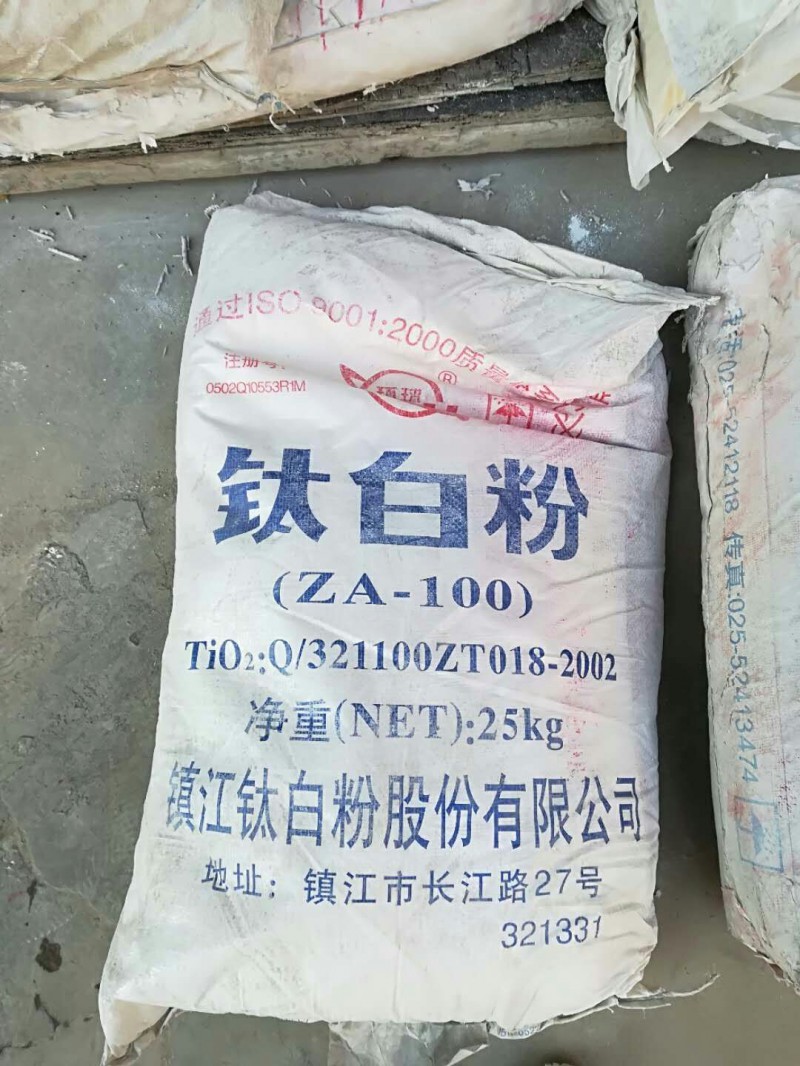 通过ISO 9001:2000质量
注册号:
0502Q10553R1M
®
钛白粉
(ZA-100)
TiO₂:Q/321100ZT018-2002
净重(NET):25kg
镇江钛白粉股份有限公司
地址：镇江市长江路27号
321331
025-52412118 传真:025-52413474